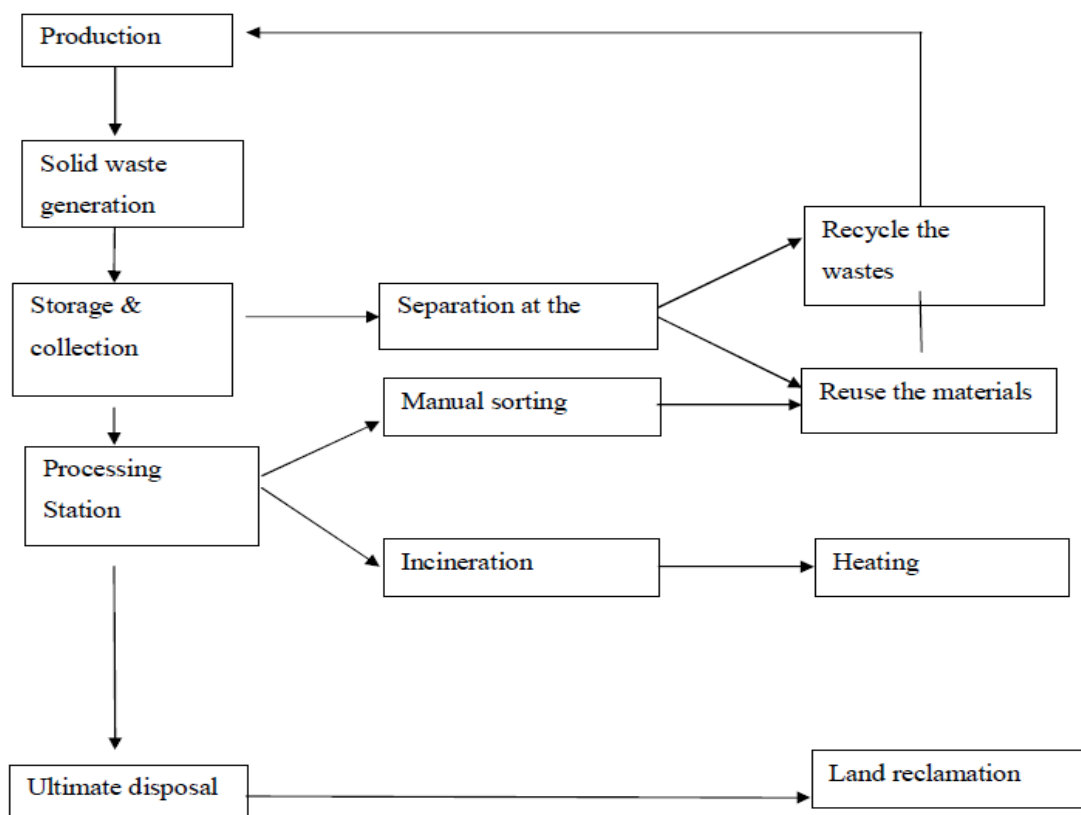 Production
Solid waste
generation
Recycle the
wastes
Storage &
collection
Separation at the
Manual sorting
Reuse the materials
Processing
Station
Incineration
Heating
Ultimate disposal
Land reclamation